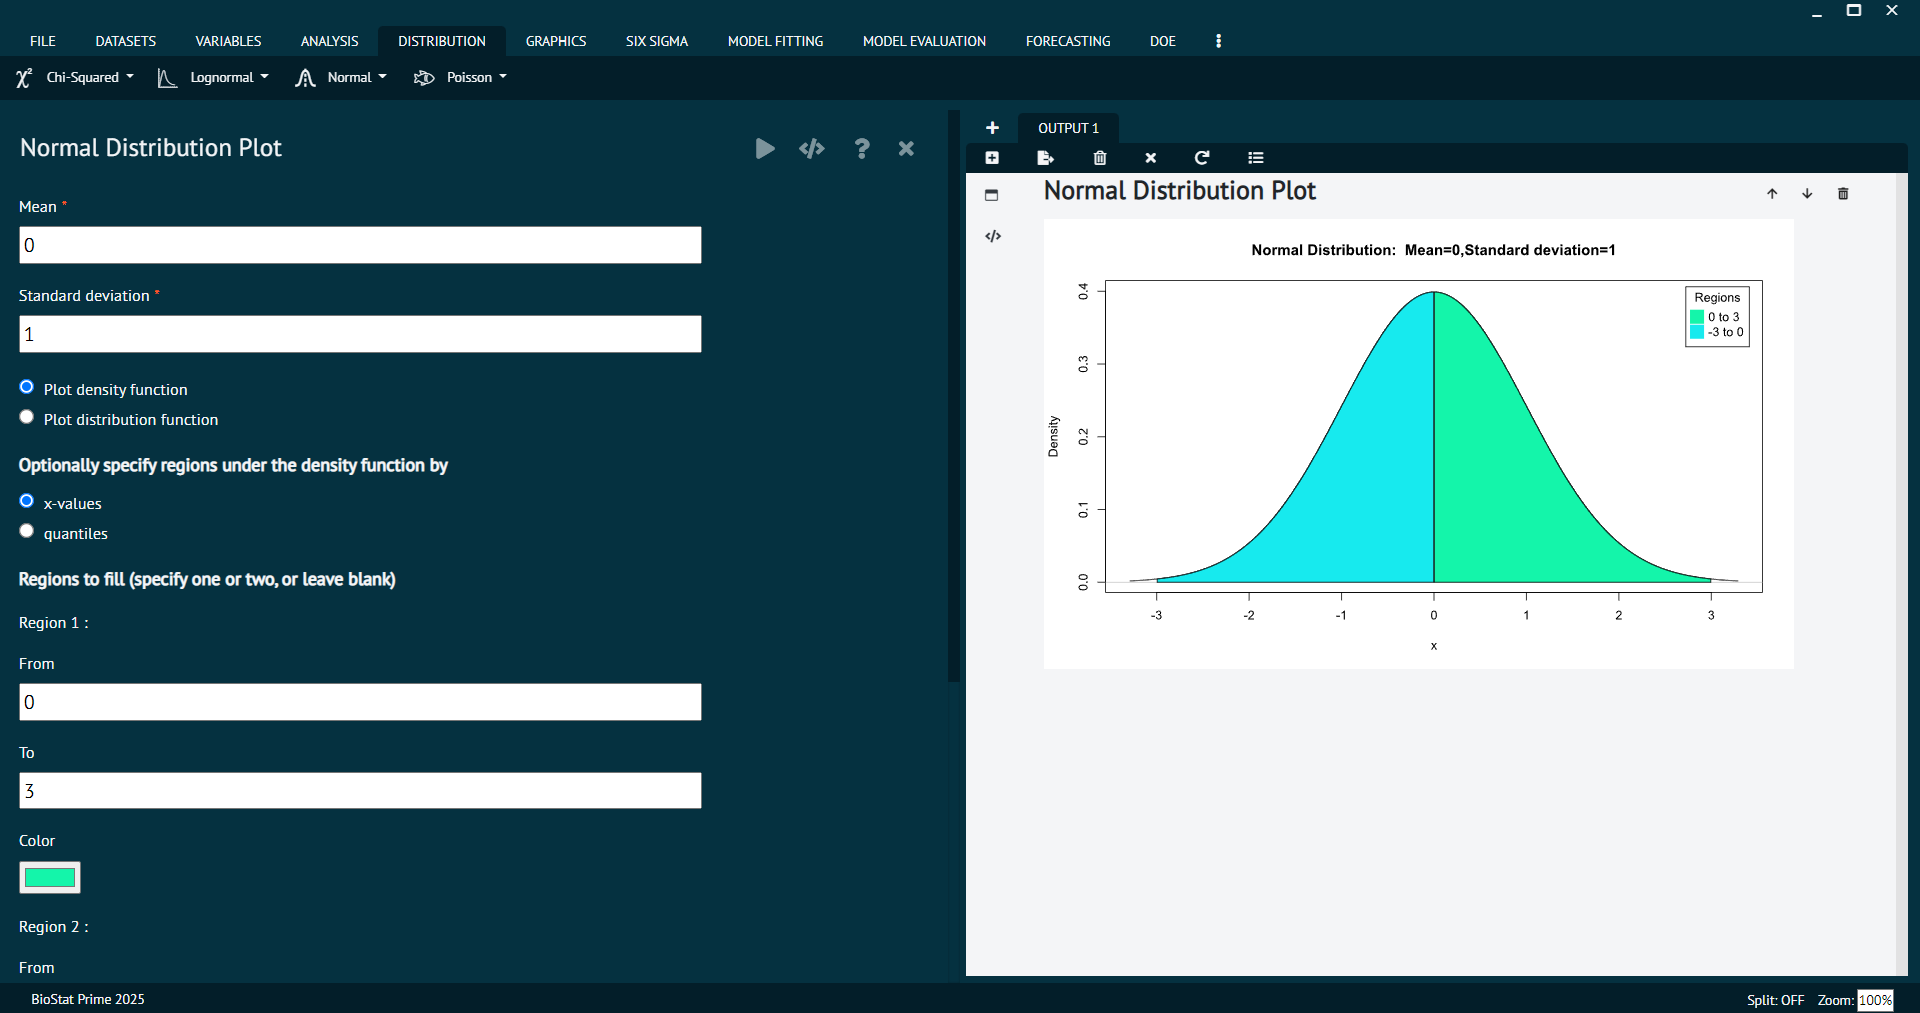 FILE DATASETS VARIABLES ANALYSIS DISTRIBUTION GRAPHICS SIX SIGMA MODEL FITTING MODEL EVALUATION FORECASTING DOE
Chi-Squared Lognormal Normal Poisson
Normal Distribution Plot
Mean *
0
Standard deviation *
1
Plot density function
Plot distribution function
Optionally specify regions under the density function by
x-values
quantiles
Regions to fill (specify one or two, or leave blank)
Region 1 :
From
0
To
3
Color
Region 2 :
From
OUTPUT 1
Normal Distribution Plot
Normal Distribution: Mean=0,Standard deviation=1
Regions
0 to 3
-3 to 0
Density
0.4
0.3
0.2
0.1
0.0
-3 -2 -1 0 1 2 3
x
BioStat Prime 2025
Split: OFF Zoom: 100%